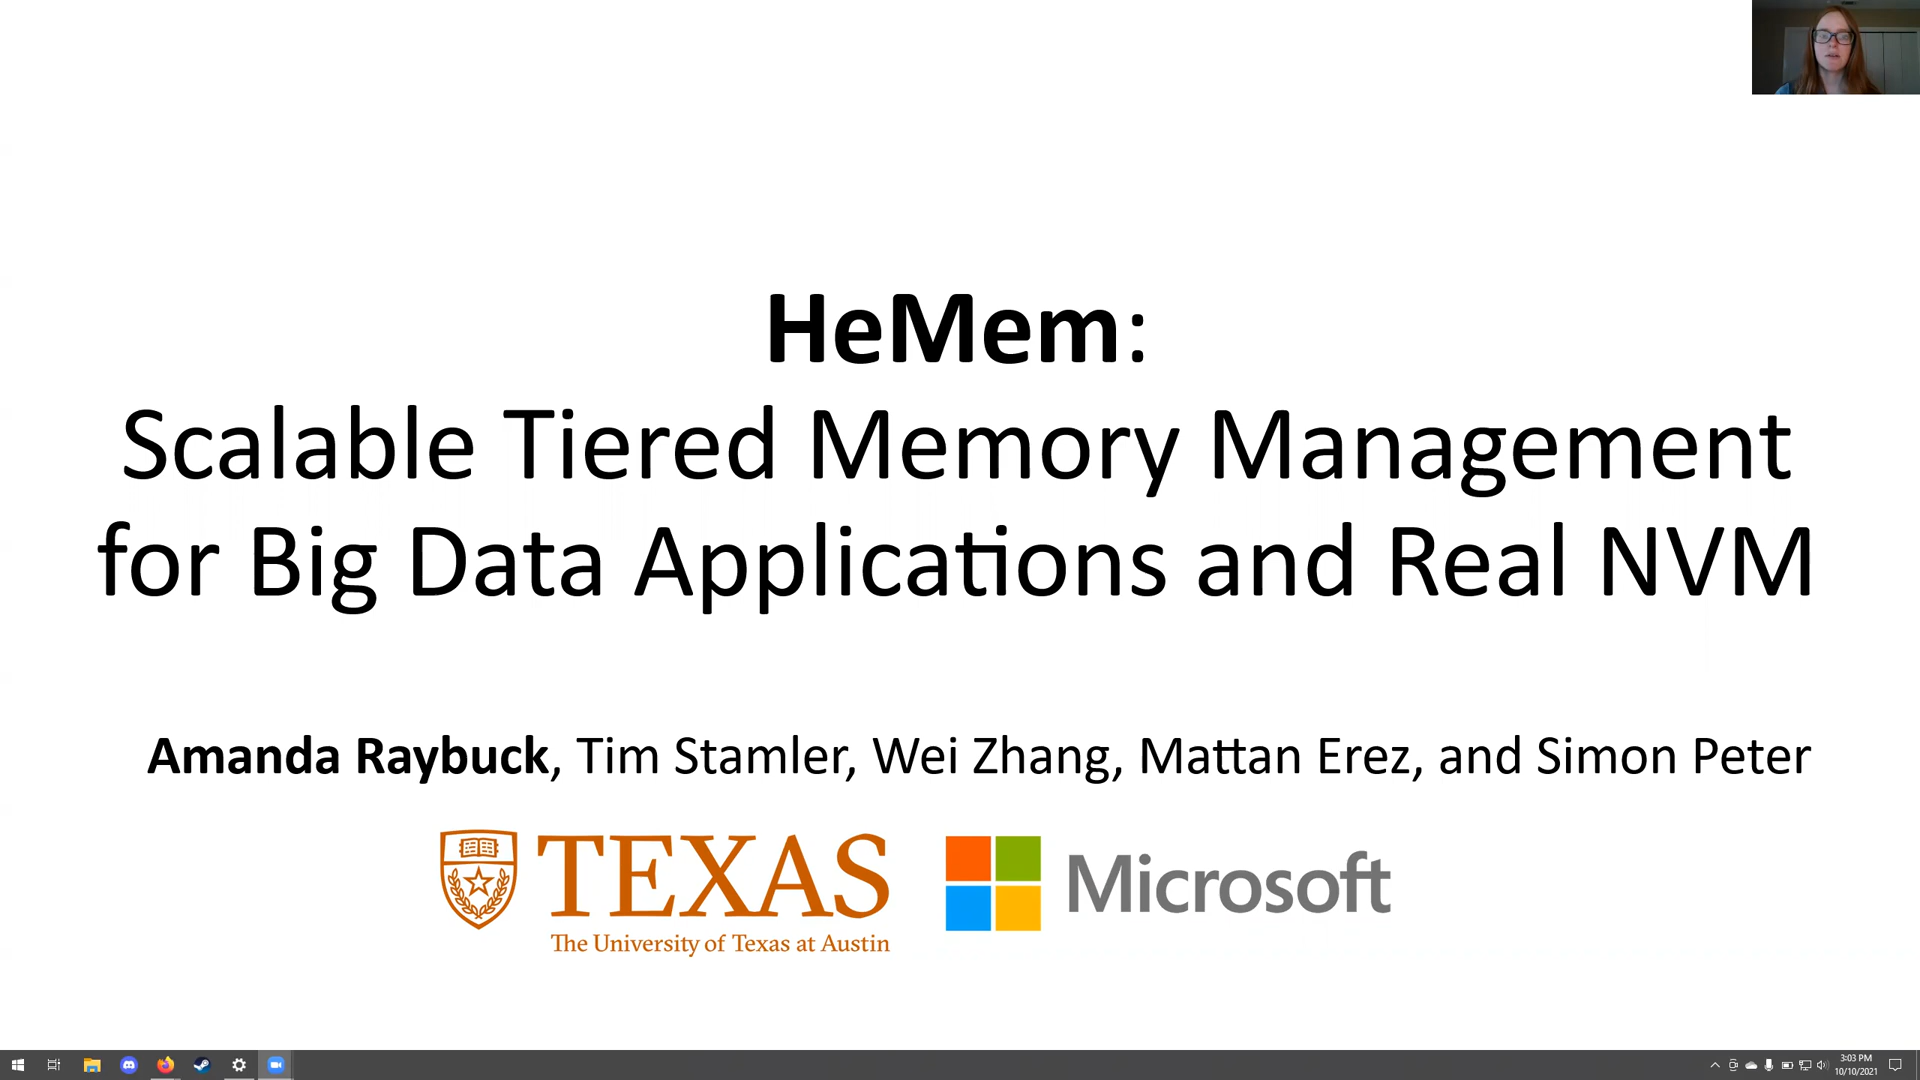 HeMem:
Scalable Tiered Memory Management
for Big Data Applications and Real NVM
Amanda Raybuck, Tim Stamler, Wei Zhang, Mattan Erez, and Simon Peter
TEXAS
The University of Texas at Austin
Microsoft
3:03 PM
10/10/2021